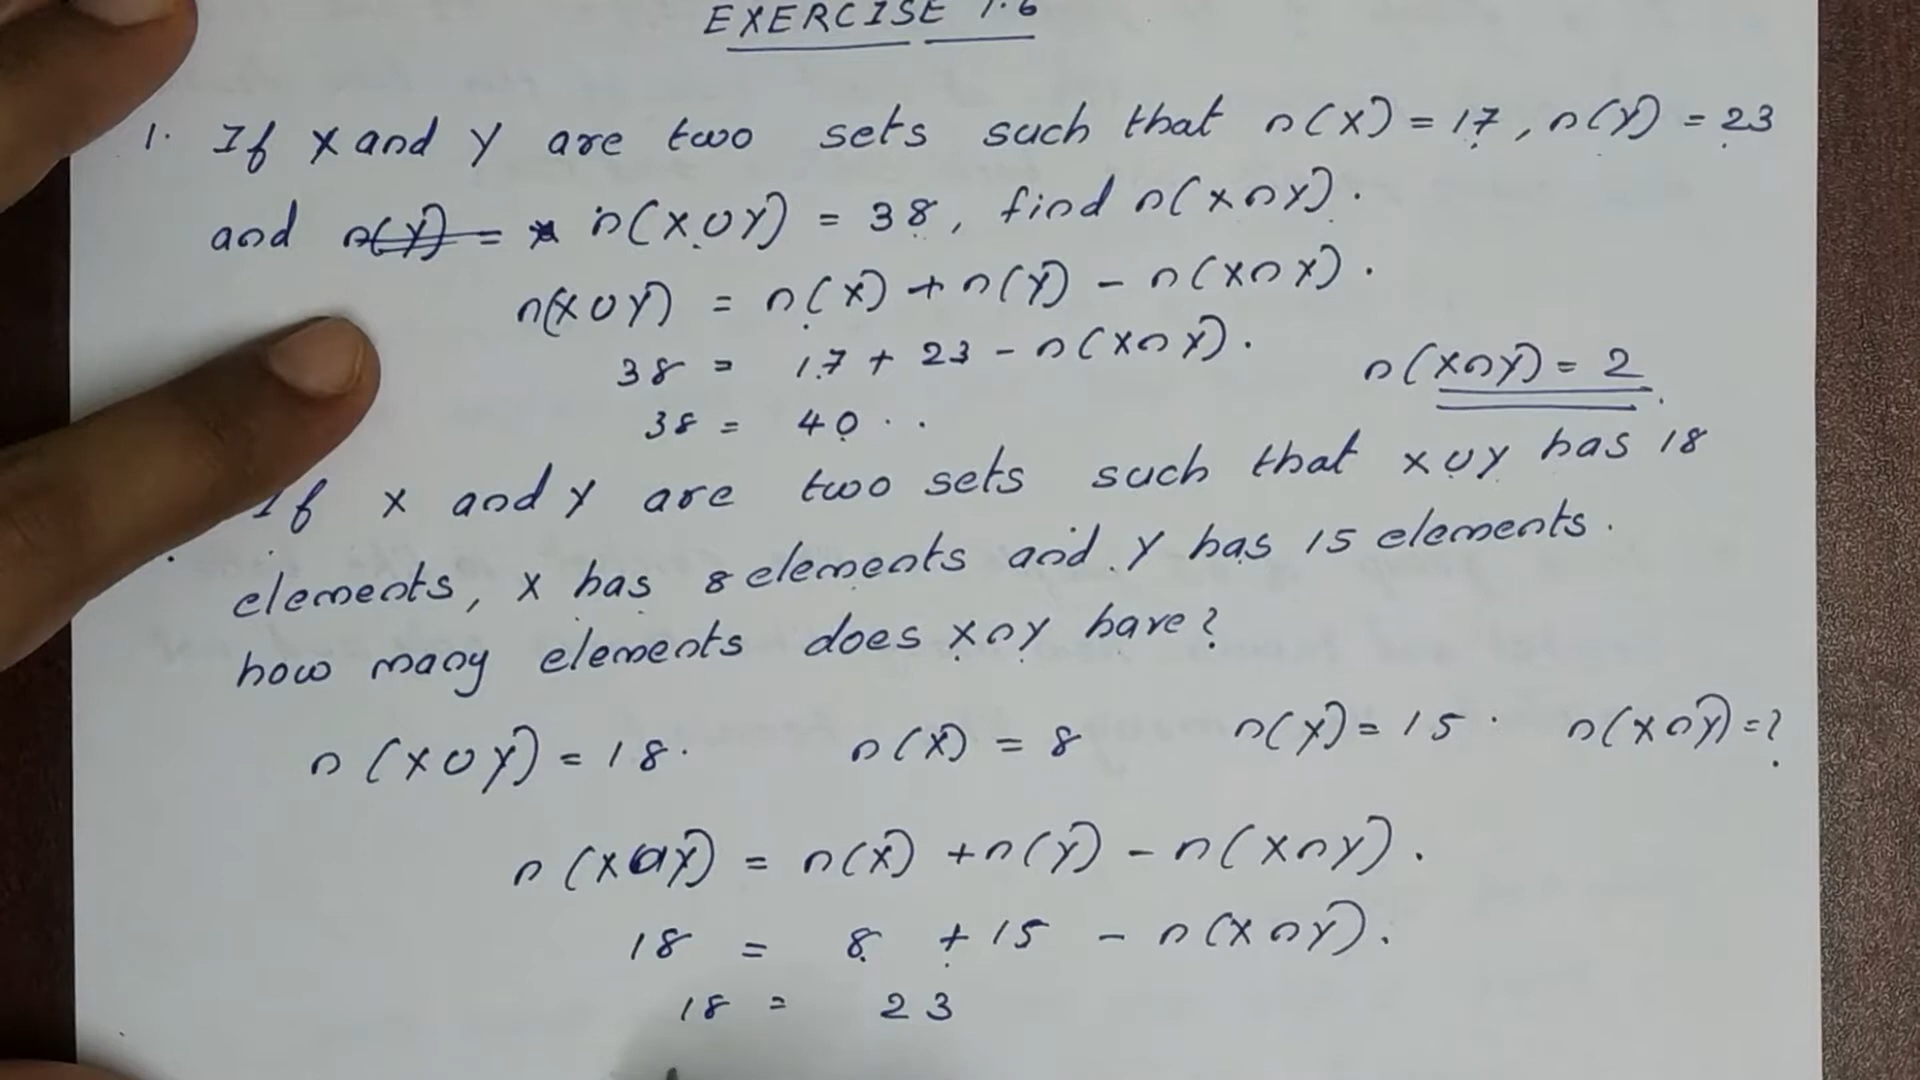 EXERCISE 1.6
1. If X and Y are two sets such that n(X) = 17, n(Y) = 23
and n(Y) = n(X∪Y) = 38, find n(X∩Y).
n(X∪Y) = n(X) + n(Y) - n(X∩Y).
38 = 17 + 23 - n(X∩Y).
n(X∩Y) = 2
38 = 40 . .
If X and Y are two sets such that X∪Y has 18
elements, X has 8 elements and Y has 15 elements.
how many elements does X∩Y have?
n(X∪Y) = 18. n(X) = 8 n(Y) = 15. n(X∩Y) = ?
n(X∪Y) = n(X) + n(Y) - n(X∩Y).
18 = 8 + 15 - n(X∩Y).
18 = 23